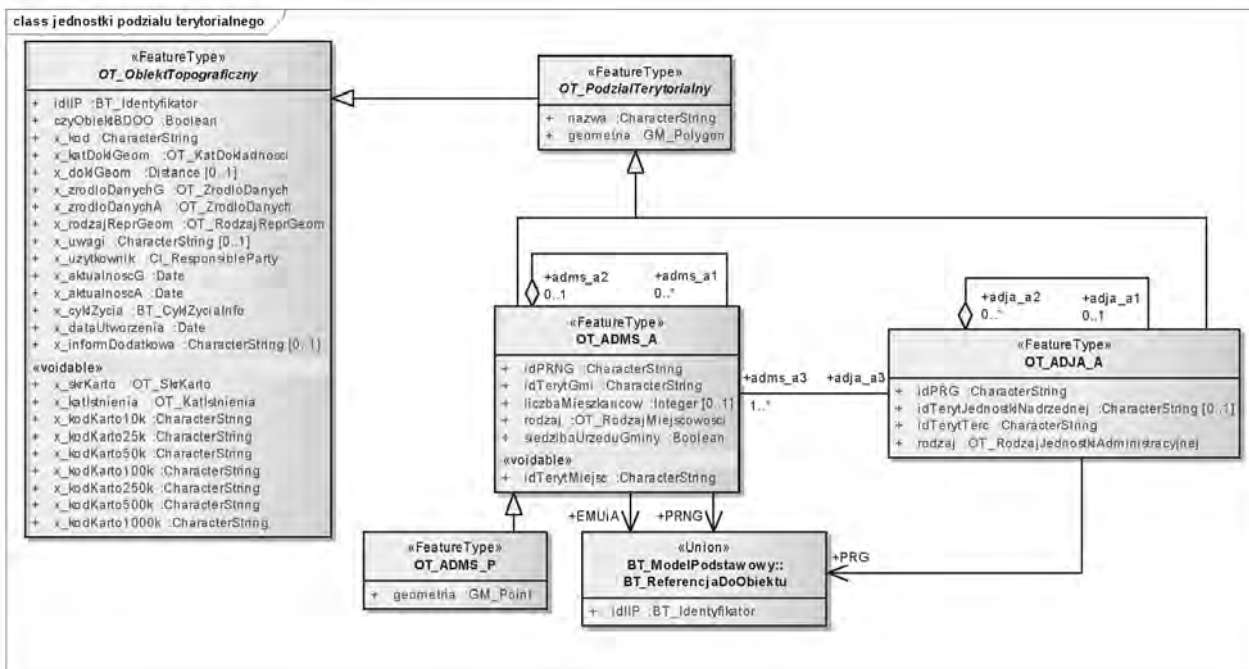 class jednostki podziału terytorialnego
«FeatureType»
OT_ObiektTopograficzny
+ idIIP :BT_Identyfikator
+ czyObiektBDOO :Boolean
+ x_kod :CharacterString
+ x_katDoklGeom :OT_KatDokladnosci
+ x_doklGeom :Distance [0..1]
+ x_zrodloDanychG :OT_ZrodloDanych
+ x_zrodloDanychA :OT_ZrodloDanych
+ x_rodzajReprGeom :OT_RodzajReprGeom
+ x_uwagi :CharacterString [0..1]
+ x_uzytkownik :CI_ResponsibleParty
+ x_aktualnoscG :Date
+ x_aktualnoscA :Date
+ x_cyklZycia :BT_CyklZyciaInfo
+ x_dataUtworzenia :Date
+ x_informDodatkowa :CharacterString [0..1]
«voidable»
+ x_skrKarto :OT_SkrKarto
+ x_katIstnienia :OT_KatIstnienia
+ x_kodKarto10k :CharacterString
+ x_kodKarto25k :CharacterString
+ x_kodKarto50k :CharacterString
+ x_kodKarto100k :CharacterString
+ x_kodKarto250k :CharacterString
+ x_kodKarto500k :CharacterString
+ x_kodKarto1000k :CharacterString
«FeatureType»
OT_PodzialTerytorialny
+ nazwa :CharacterString
+ geometria :GM_Polygon
+adms_a2
0..1
+adms_a1
0..*
«FeatureType»
OT_ADMS_A
+ idPRNG :CharacterString
+ idTerytGmi :CharacterString
+ liczbaMieszkancow :Integer [0..1]
+ rodzaj :OT_RodzajMiejscowosci
+ siedzibaUrzeduGminy :Boolean
«voidable»
+ idTerytMiejsc :CharacterString
+adms_a3
1..*
+adja_a3
+adja_a2
0..*
+adja_a1
0..1
«FeatureType»
OT_ADJA_A
+ idPRG :CharacterString
+ idTerytJednostkiNadrzednej :CharacterString [0..1]
+ idTerytTerc :CharacterString
+ rodzaj :OT_RodzajJednostkiAdministracyjnej
+EMUiA
+PRNG
+PRG
«FeatureType»
OT_ADMS_P
+ geometria :GM_Point
«Union»
BT_ModelPodstawowy::
BT_ReferencjaDoObiektu
+ idIIP :BT_Identyfikator